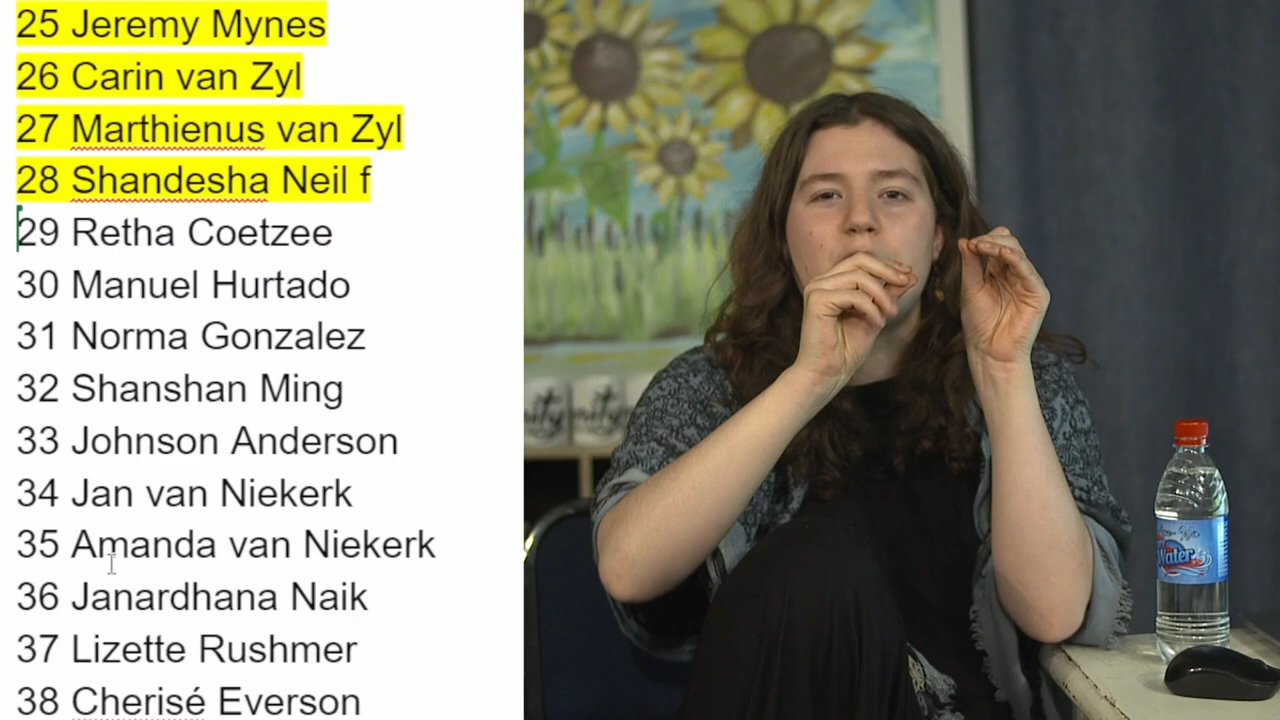 25 Jeremy Mynes
26 Carin van Zyl
27 Marthienus van Zyl
28 Shandesha Neil f
29 Retha Coetzee
30 Manuel Hurtado
31 Norma Gonzalez
32 Shanshan Ming
33 Johnson Anderson
34 Jan van Niekerk
35 Amanda van Niekerk
36 Janardhana Naik
37 Lizette Rushmer
38 Cherisé Everson
Water